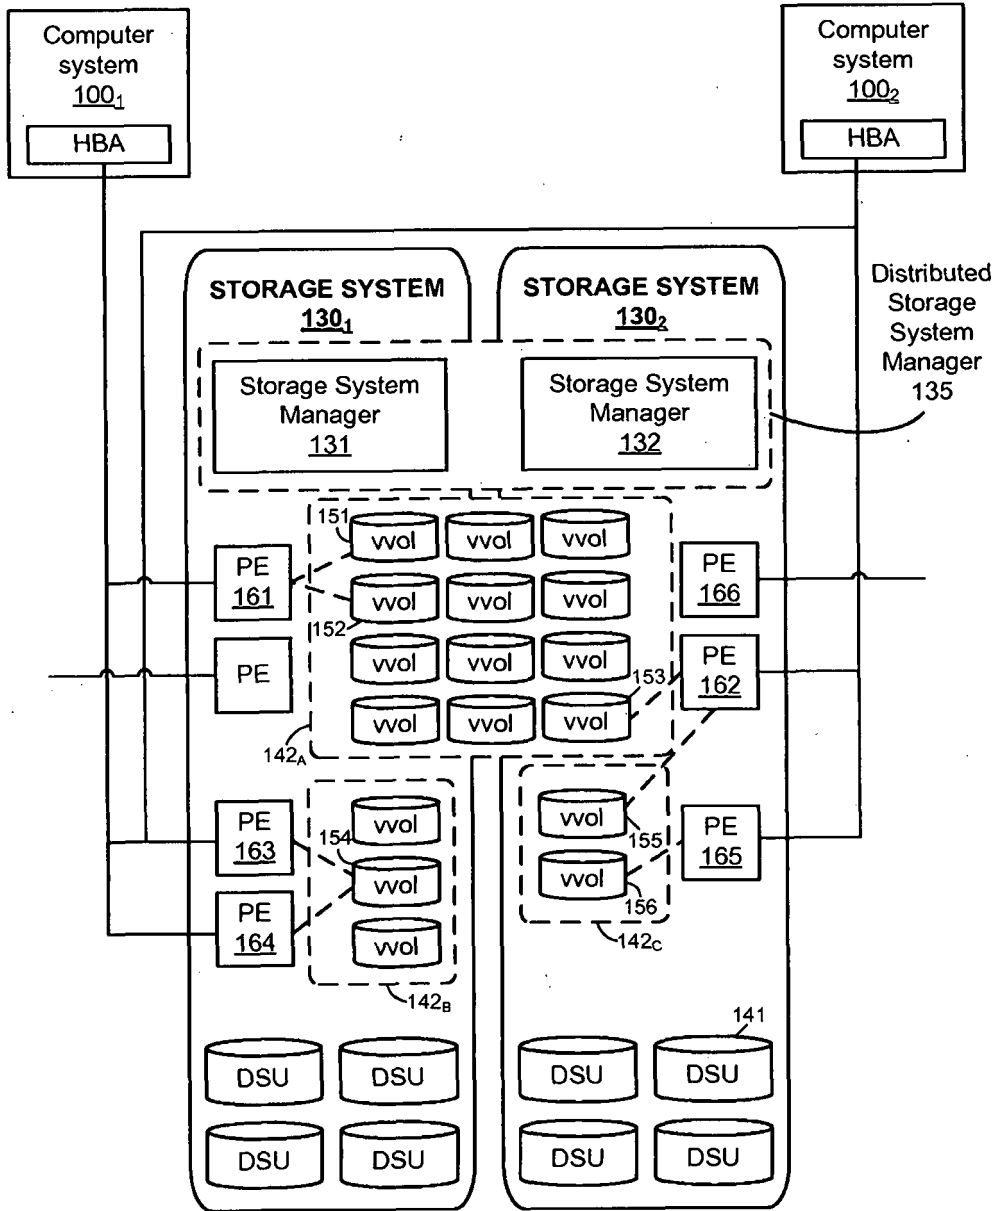 Computer
system
100₁
HBA
Computer
system
100₂
HBA
STORAGE SYSTEM
130₁
STORAGE SYSTEM
130₂
Distributed
Storage
System
Manager
135
Storage System
Manager
131
Storage System
Manager
132
151
vvol vvol vvol
PE
161
PE
166
152
vvol vvol vvol
PE
vvol vvol vvol
153
PE
162
vvol vvol vvol
142A
PE
163
154
vvol
vvol
vvol
PE
164
142B
vvol
155
vvol
156
PE
165
142C
141
DSU DSU DSU DSU
DSU DSU DSU DSU